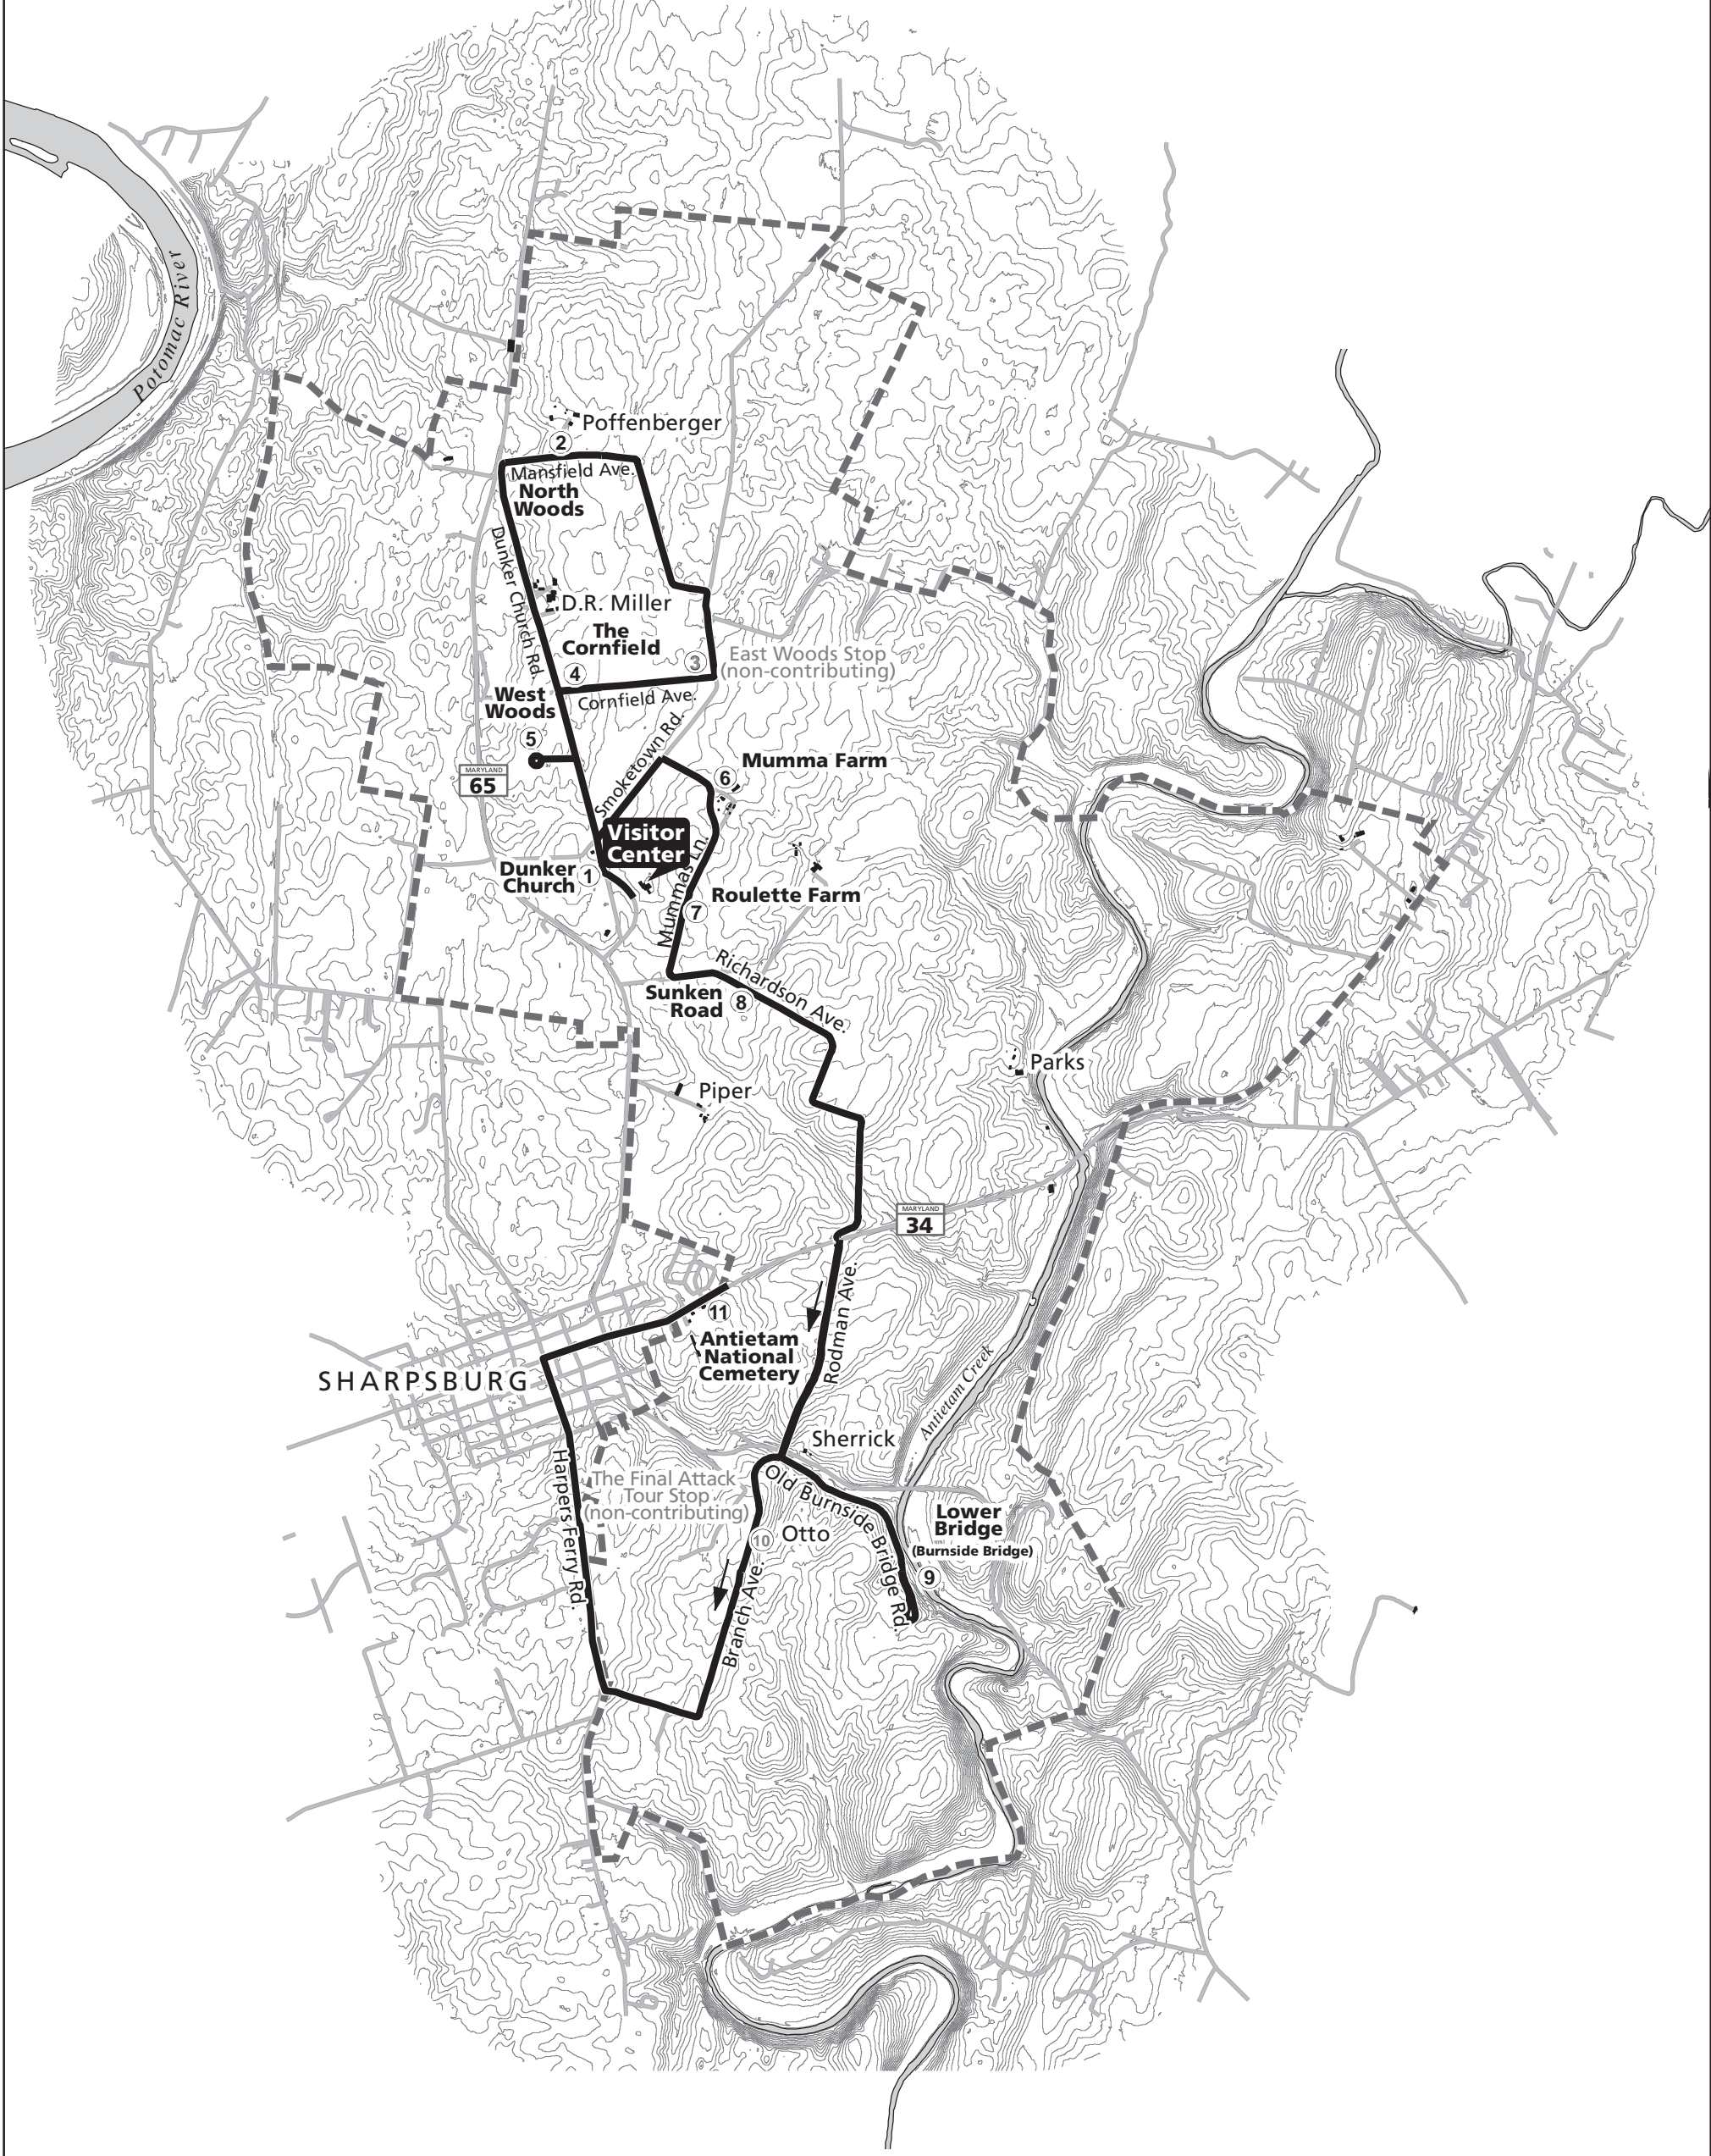 Potomac River
Poffenberger
2
Mansfield Ave.
North
Woods
Dunker Church Rd.
D.R. Miller
The
Cornfield
3
East Woods Stop
(non-contributing)
4
Cornfield Ave.
West
Woods
5
Smoketown Rd.
6
Mumma Farm
MARYLAND
65
Visitor
Center
Dunker
Church
1
Mummas Ln.
Roulette Farm
7
Richardson Ave.
Sunken
Road
8
Parks
Piper
MARYLAND
34
Rodman Ave.
11
Antietam
National
Cemetery
SHARPSBURG
Antietam Creek
Sherrick
Harpers Ferry Rd.
The Final Attack
Tour Stop
(non-contributing)
Old Burnside Bridge Rd.
Lower
Bridge
(Burnside Bridge)
10
Otto
9
Branch Ave.